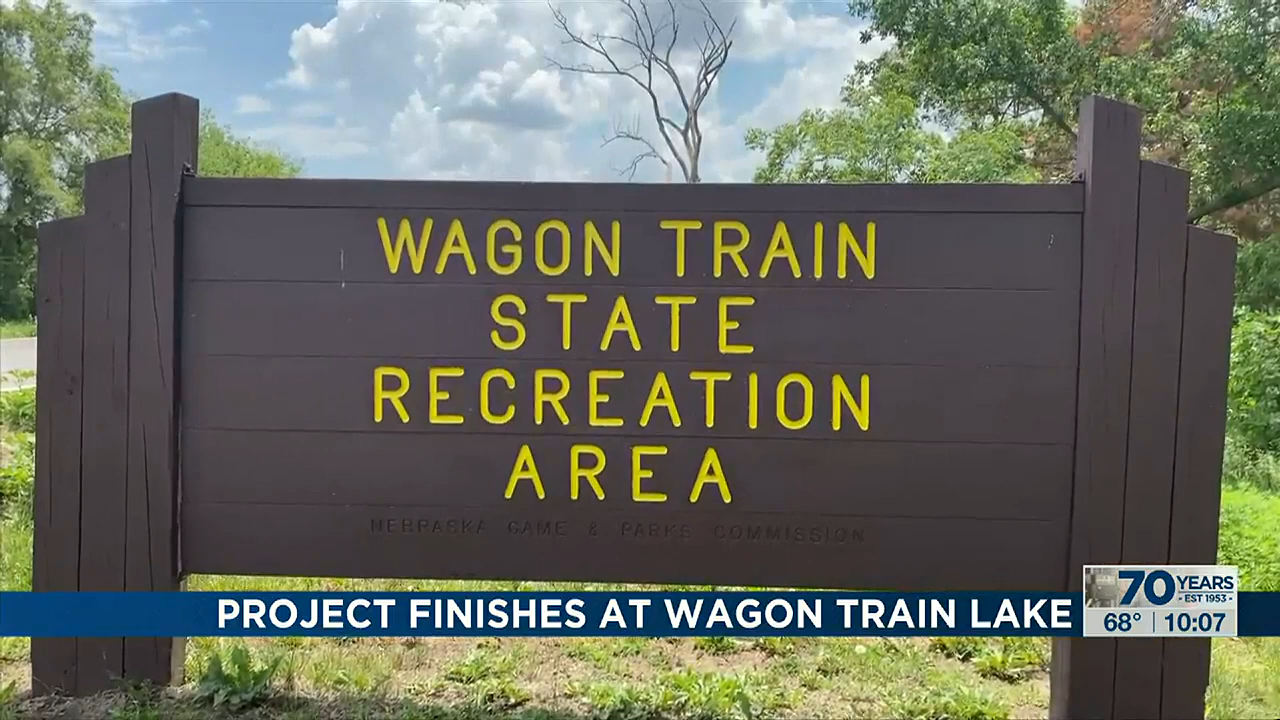 WAGON TRAIN
STATE
RECREATION
AREA
NEBRASKA GAME & PARKS COMMISSION
PROJECT FINISHES AT WAGON TRAIN LAKE
70 YEARS
- EST 1953 -
68° | 10:07